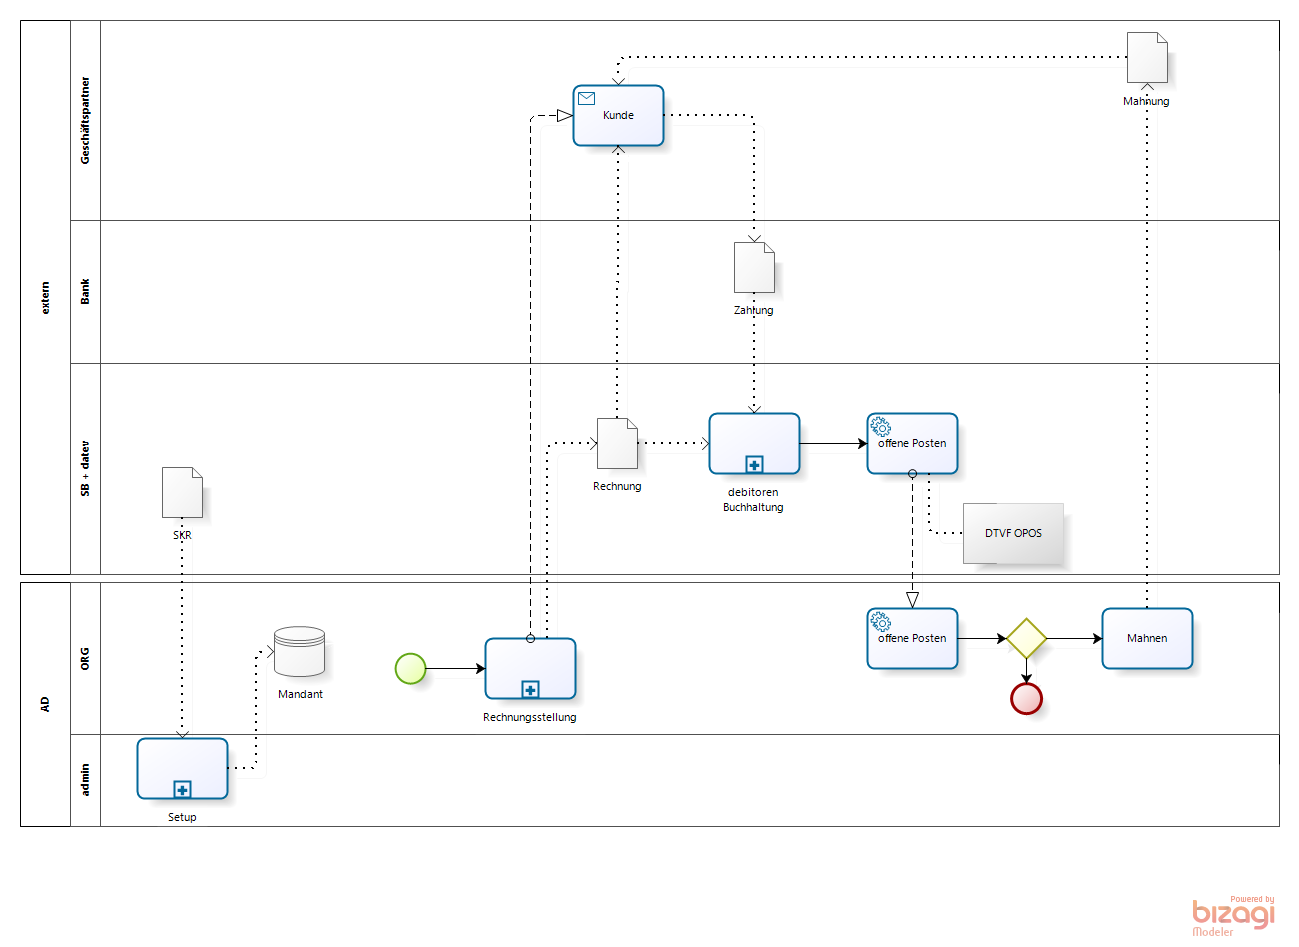 extern
Geschäftspartner
Mahnung
Kunde
Bank
Zahlung
SB + datev
SKR
Rechnung
debitoren
Buchhaltung
offene Posten
DTVF OPOS
AD
ORG
Mandant
Rechnungsstellung
offene Posten
Mahnen
admin
Setup
Powered by
bizagi
Modeler